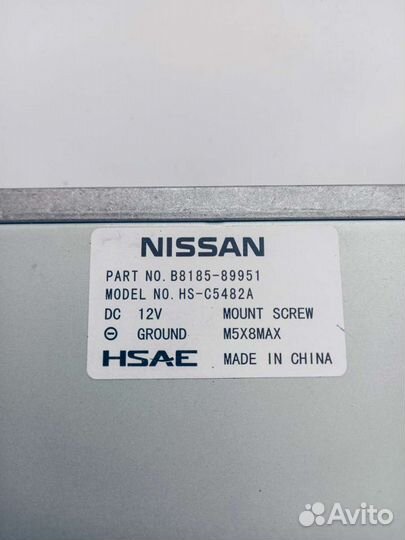 NISSAN
PART NO. B8185-89951
MODEL NO. HS-C5482A
DC 12V MOUNT SCREW
⊖ GROUND M5X8MAX
HSAE MADE IN CHINA
Avito